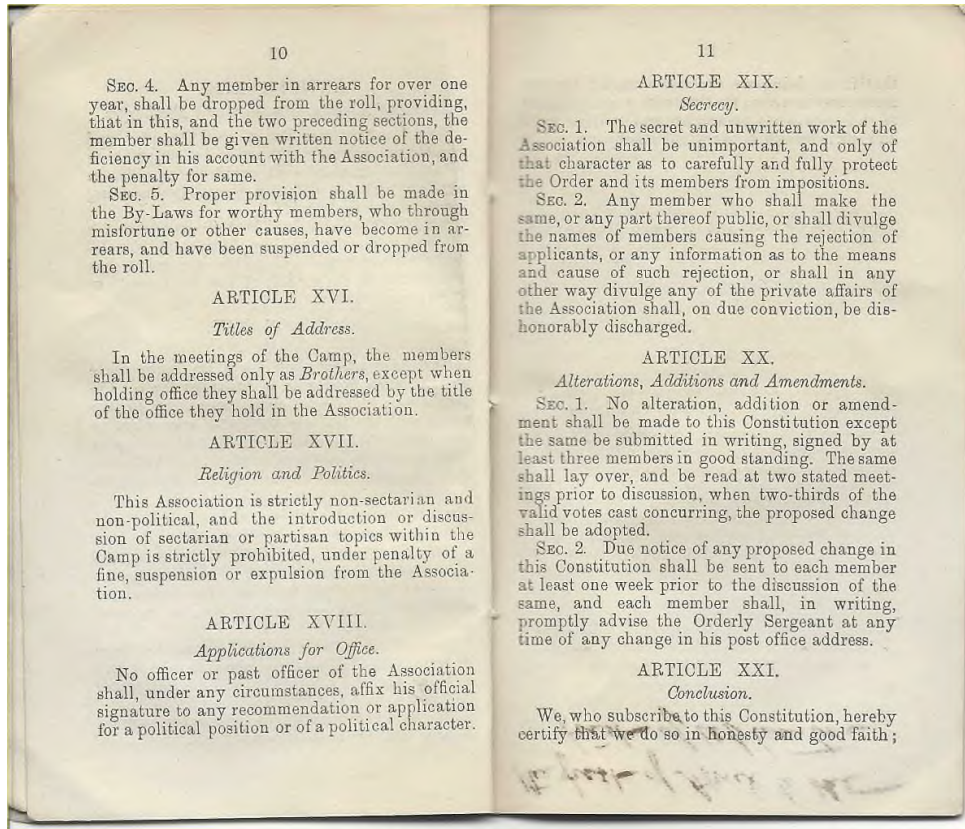 10
SEC. 4. Any member in arrears for over one
year, shall be dropped from the roll, providing,
that in this, and the two preceding sections, the
member shall be given written notice of the de-
ficiency in his account with the Association, and
the penalty for same.
SEC. 5. Proper provision shall be made in
the By-Laws for worthy members, who through
misfortune or other causes, have become in ar-
rears, and have been suspended or dropped from
the roll.
ARTICLE XVI.
Titles of Address.
In the meetings of the Camp, the members
shall be addressed only as Brothers, except when
holding office they shall be addressed by the title
of the office they hold in the Association.
ARTICLE XVII.
Religion and Politics.
This Association is strictly non-sectarian and
non-political, and the introduction or discus-
sion of sectarian or partisan topics within the
Camp is strictly prohibited, under penalty of a
fine, suspension or expulsion from the Associa-
tion.
ARTICLE XVIII.
Applications for Office.
No officer or past officer of the Association
shall, under any circumstances, affix his official
signature to any recommendation or application
for a political position or of a political character.
11
ARTICLE XIX.
Secrecy.
SEC. 1. The secret and unwritten work of the
Association shall be unimportant, and only of
that character as to carefully and fully protect
the Order and its members from impositions.
SEC. 2. Any member who shall make the
same, or any part thereof public, or shall divulge
the names of members causing the rejection of
applicants, or any information as to the means
and cause of such rejection, or shall in any
other way divulge any of the private affairs of
the Association shall, on due conviction, be dis-
honorably discharged.
ARTICLE XX.
Alterations, Additions and Amendments.
SEC. 1. No alteration, addition or amend-
ment shall be made to this Constitution except
the same be submitted in writing, signed by at
least three members in good standing. The same
shall lay over, and be read at two stated meet-
ings prior to discussion, when two-thirds of the
valid votes cast concurring, the proposed change
shall be adopted.
SEC. 2. Due notice of any proposed change in
this Constitution shall be sent to each member
at least one week prior to the discussion of the
same, and each member shall, in writing,
promptly advise the Orderly Sergeant at any
time of any change in his post office address.
ARTICLE XXI.
Conclusion.
We, who subscribe to this Constitution, hereby
certify that we do so in honesty and good faith;